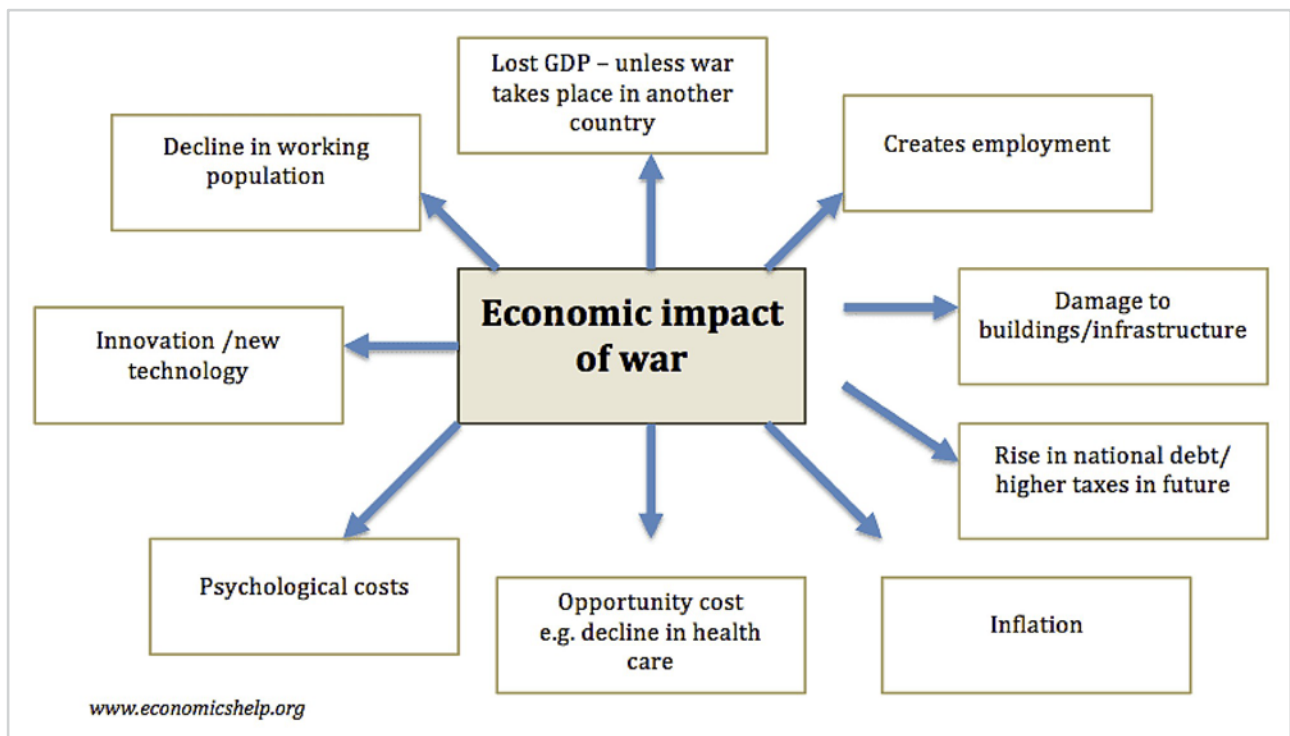 Lost GDP – unless war
takes place in another
country
Decline in working
population
Creates employment
Economic impact
of war
Damage to
buildings/infrastructure
Innovation /new
technology
Rise in national debt/
higher taxes in future
Psychological costs
Opportunity cost
e.g. decline in health
care
Inflation
www.economicshelp.org